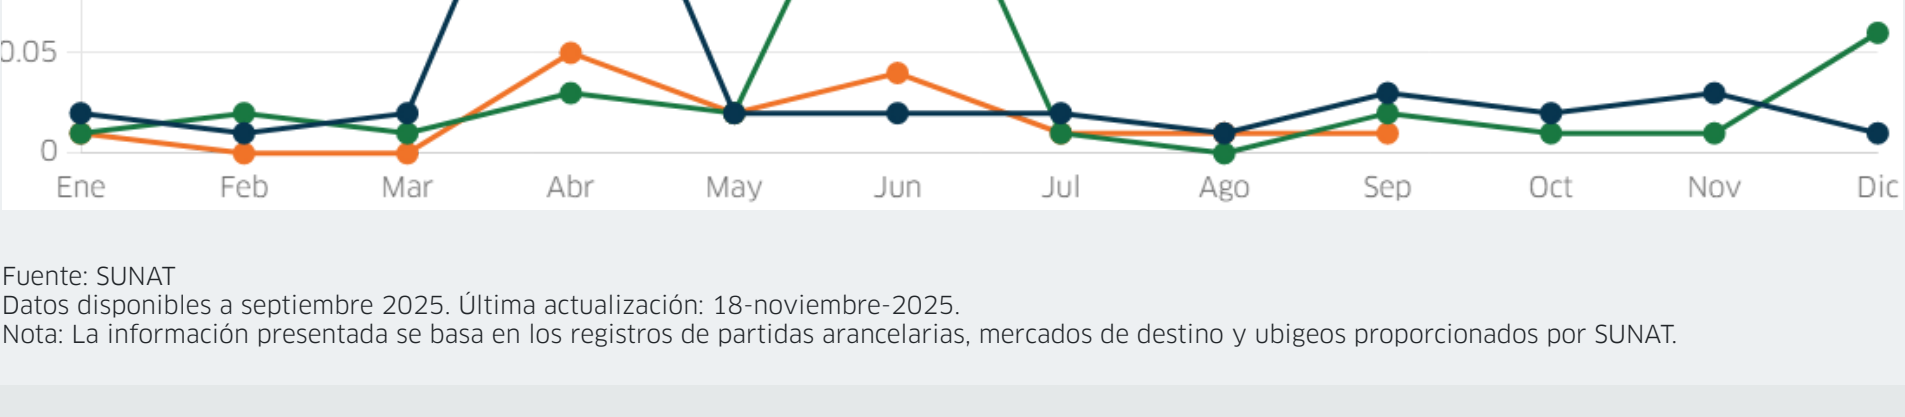 0.05
0
Ene Feb Mar Abr May Jun Jul Ago Sep Oct Nov Dic
Fuente: SUNAT
Datos disponibles a septiembre 2025. Última actualización: 18-noviembre-2025.
Nota: La información presentada se basa en los registros de partidas arancelarias, mercados de destino y ubigeos proporcionados por SUNAT.